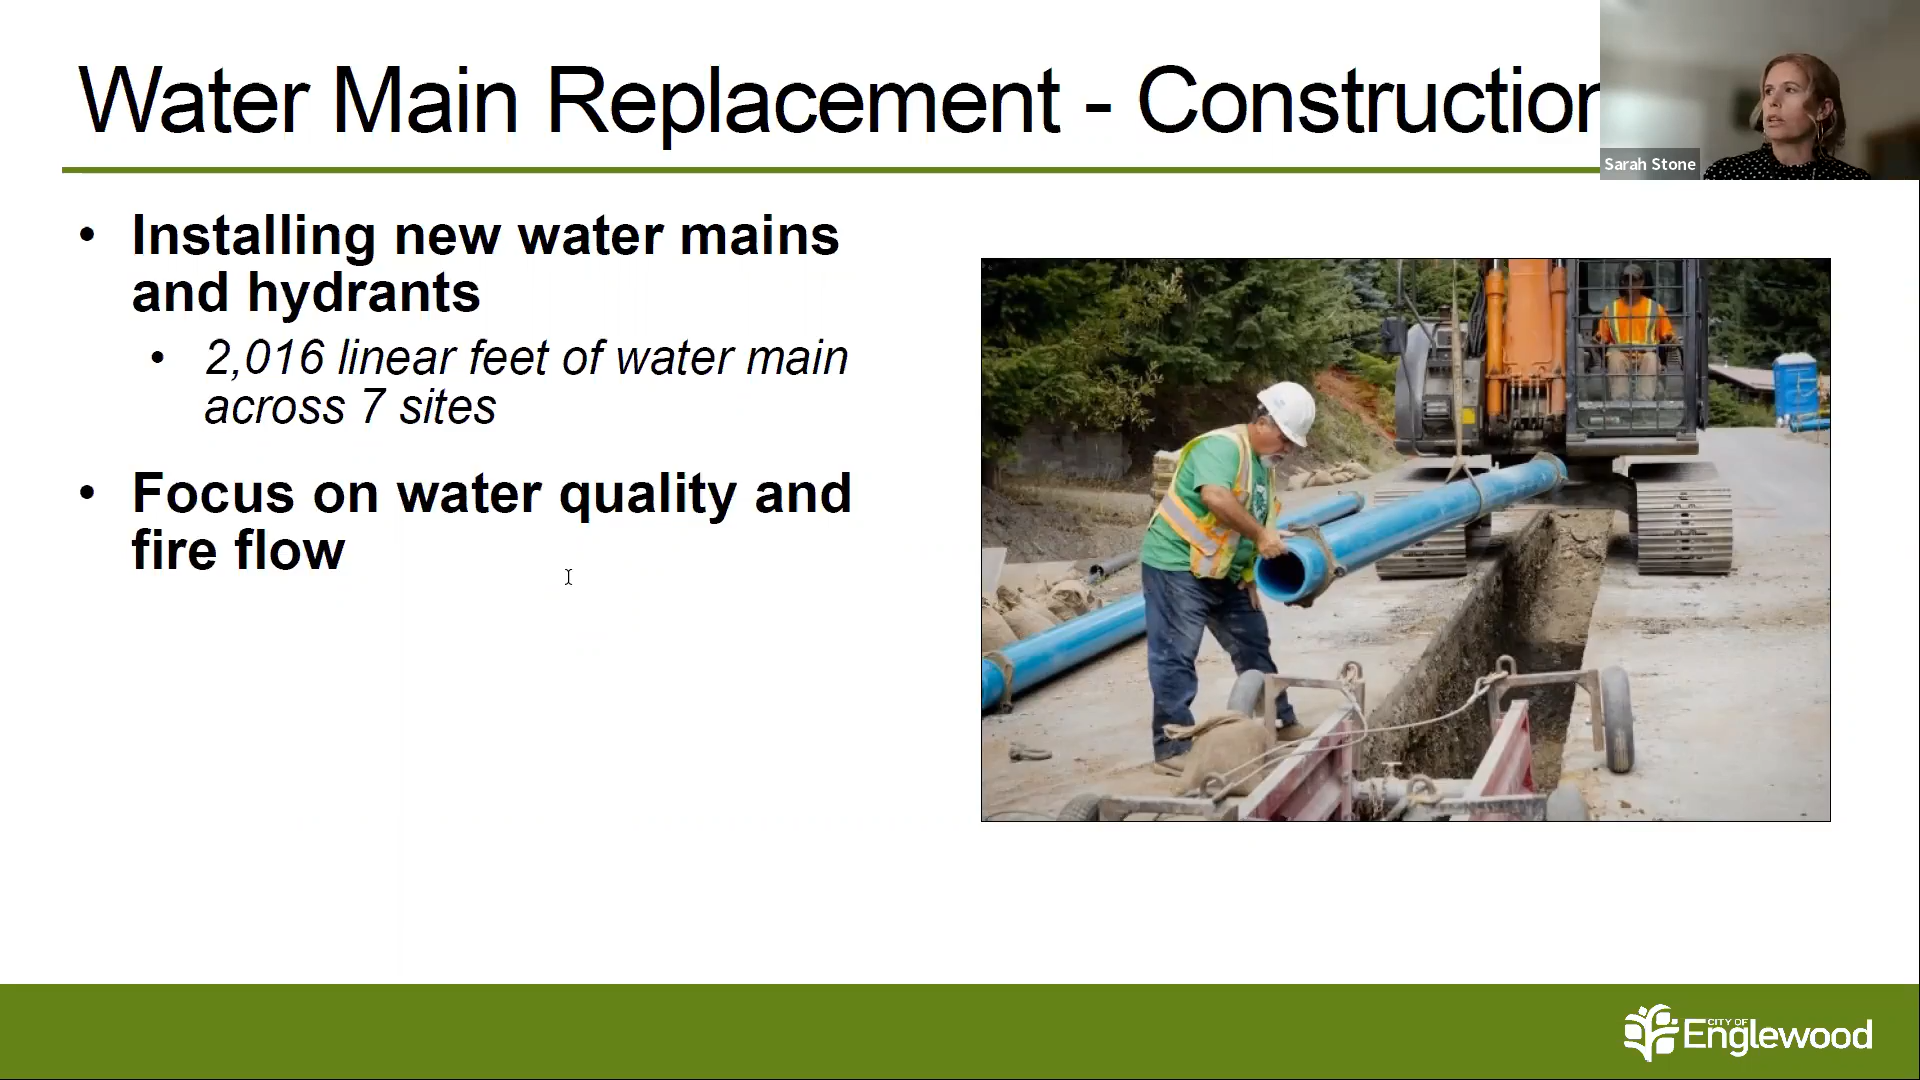 Water Main Replacement - Construction
Sarah Stone
• Installing new water mains
and hydrants
• 2,016 linear feet of water main
across 7 sites
• Focus on water quality and
fire flow
CITY OF
Englewood